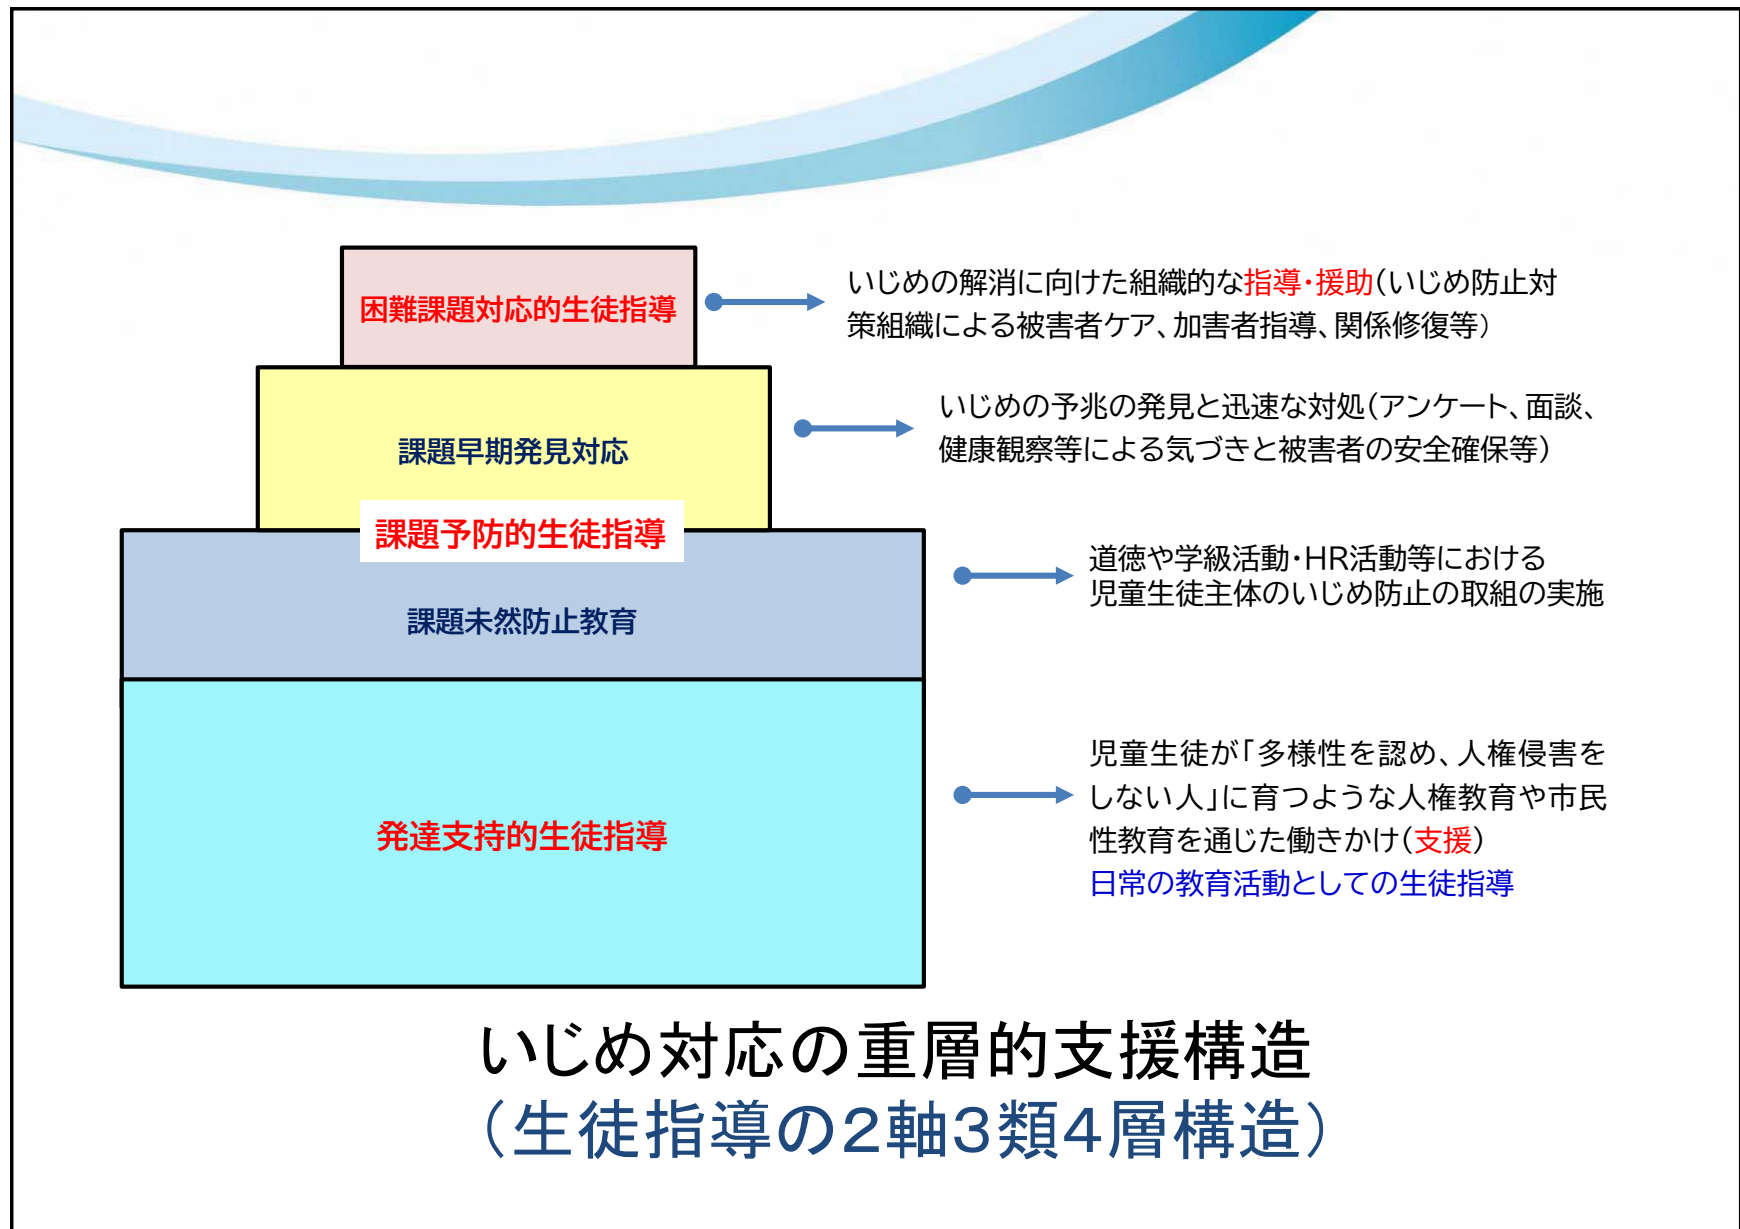 困難課題対応的生徒指導
いじめの解消に向けた組織的な指導・援助(いじめ防止対
策組織による被害者ケア、加害者指導、関係修復等)
課題早期発見対応
いじめの予兆の発見と迅速な対処(アンケート、面談、
健康観察等による気づきと被害者の安全確保等)
課題予防的生徒指導
課題未然防止教育
道徳や学級活動・HR活動等における
児童生徒主体のいじめ防止の取組の実施
発達支持的生徒指導
児童生徒が「多様性を認め、人権侵害を
しない人」に育つような人権教育や市民
性教育を通じた働きかけ(支援)
日常の教育活動としての生徒指導
いじめ対応の重層的支援構造
(生徒指導の2軸3類4層構造)